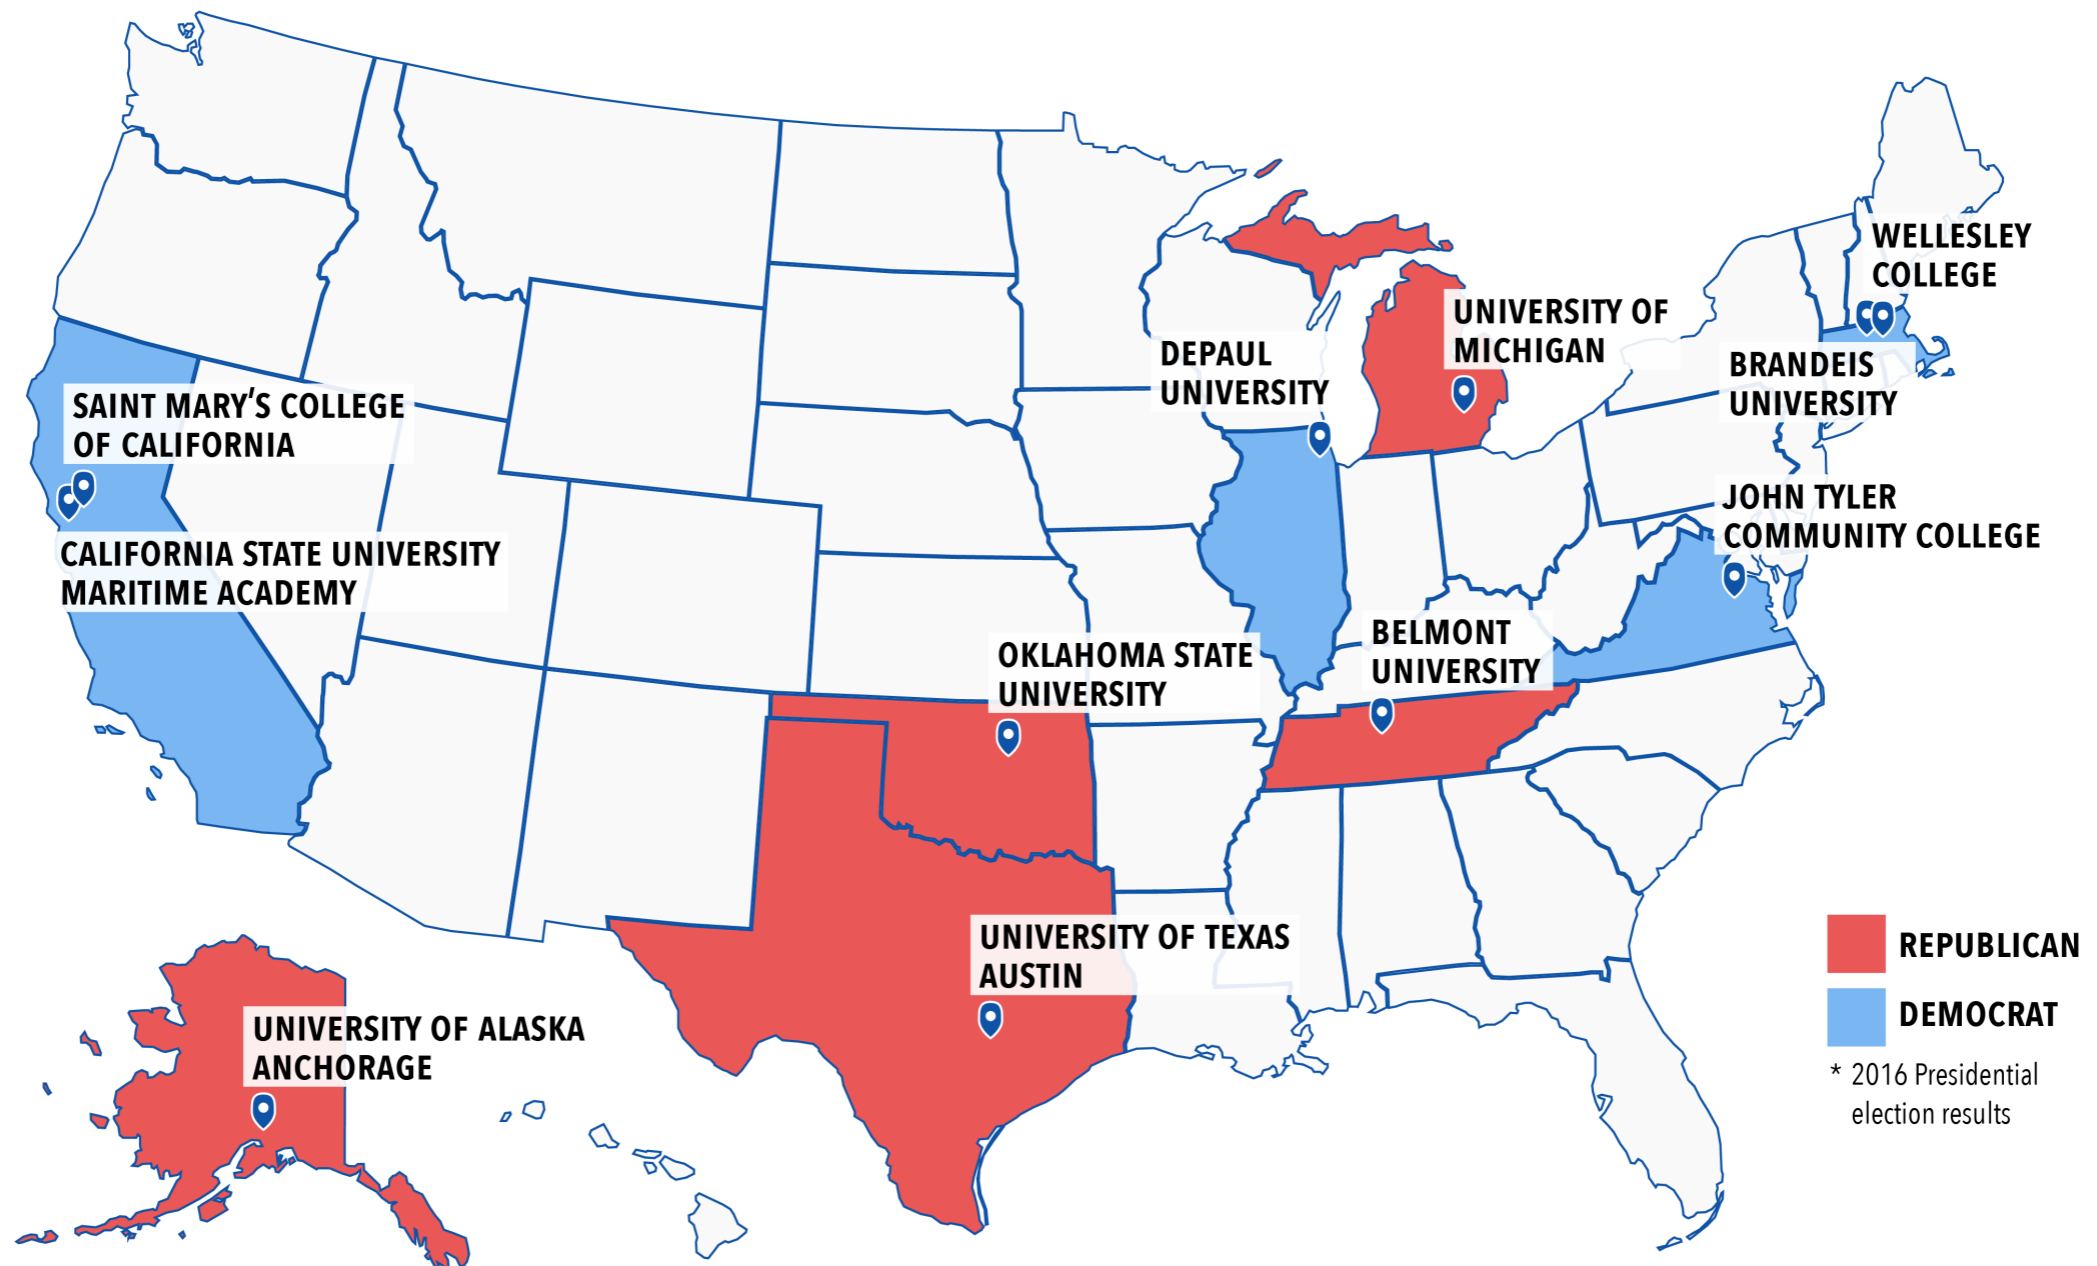 WELLESLEY
COLLEGE
UNIVERSITY OF
MICHIGAN
DEPAUL
UNIVERSITY
BRANDEIS
UNIVERSITY
SAINT MARY'S COLLEGE
OF CALIFORNIA
JOHN TYLER
COMMUNITY COLLEGE
CALIFORNIA STATE UNIVERSITY
MARITIME ACADEMY
BELMONT
UNIVERSITY
OKLAHOMA STATE
UNIVERSITY
UNIVERSITY OF TEXAS
AUSTIN
UNIVERSITY OF ALASKA
ANCHORAGE
REPUBLICAN
DEMOCRAT
* 2016 Presidential
election results